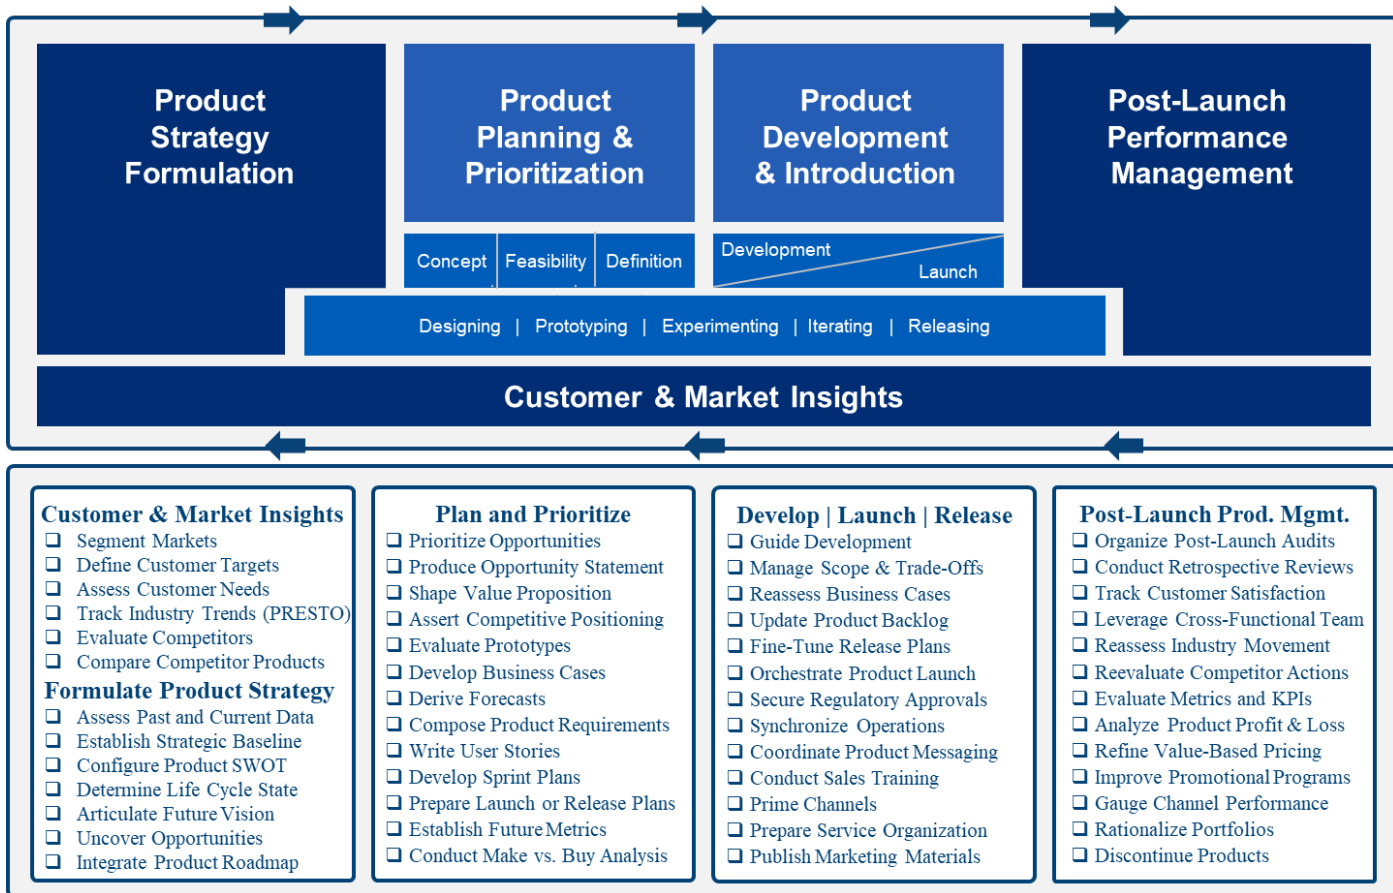 Product
Strategy
Formulation
Product
Planning &
Prioritization
Product
Development
& Introduction
Post-Launch
Performance
Management
Concept
Feasibility
Definition
Development
Launch
Designing | Prototyping | Experimenting | Iterating | Releasing
Customer & Market Insights
Customer & Market Insights
Segment Markets
Define Customer Targets
Assess Customer Needs
Track Industry Trends (PRESTO)
Evaluate Competitors
Compare Competitor Products
Formulate Product Strategy
Assess Past and Current Data
Establish Strategic Baseline
Configure Product SWOT
Determine Life Cycle State
Articulate Future Vision
Uncover Opportunities
Integrate Product Roadmap
Plan and Prioritize
Prioritize Opportunities
Produce Opportunity Statement
Shape Value Proposition
Assert Competitive Positioning
Evaluate Prototypes
Develop Business Cases
Derive Forecasts
Compose Product Requirements
Write User Stories
Develop Sprint Plans
Prepare Launch or Release Plans
Establish Future Metrics
Conduct Make vs. Buy Analysis
Develop | Launch | Release
Guide Development
Manage Scope & Trade-Offs
Reassess Business Cases
Update Product Backlog
Fine-Tune Release Plans
Orchestrate Product Launch
Secure Regulatory Approvals
Synchronize Operations
Coordinate Product Messaging
Conduct Sales Training
Prime Channels
Prepare Service Organization
Publish Marketing Materials
Post-Launch Prod. Mgmt.
Organize Post-Launch Audits
Conduct Retrospective Reviews
Track Customer Satisfaction
Leverage Cross-Functional Team
Reassess Industry Movement
Reevaluate Competitor Actions
Evaluate Metrics and KPIs
Analyze Product Profit & Loss
Refine Value-Based Pricing
Improve Promotional Programs
Gauge Channel Performance
Rationalize Portfolios
Discontinue Products